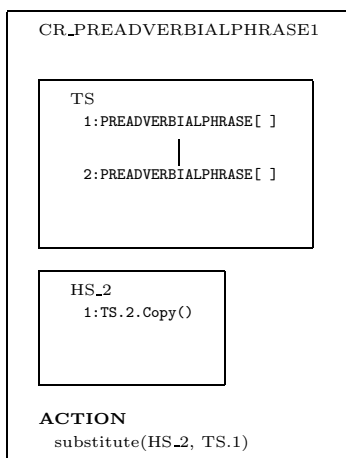 CR_PREADVERBIALPHRASE1
TS
1:PREADVERBIALPHRASE[ ]
2:PREADVERBIALPHRASE[ ]
HS_2
1:TS.2.Copy()
ACTION
substitute(HS_2, TS.1)